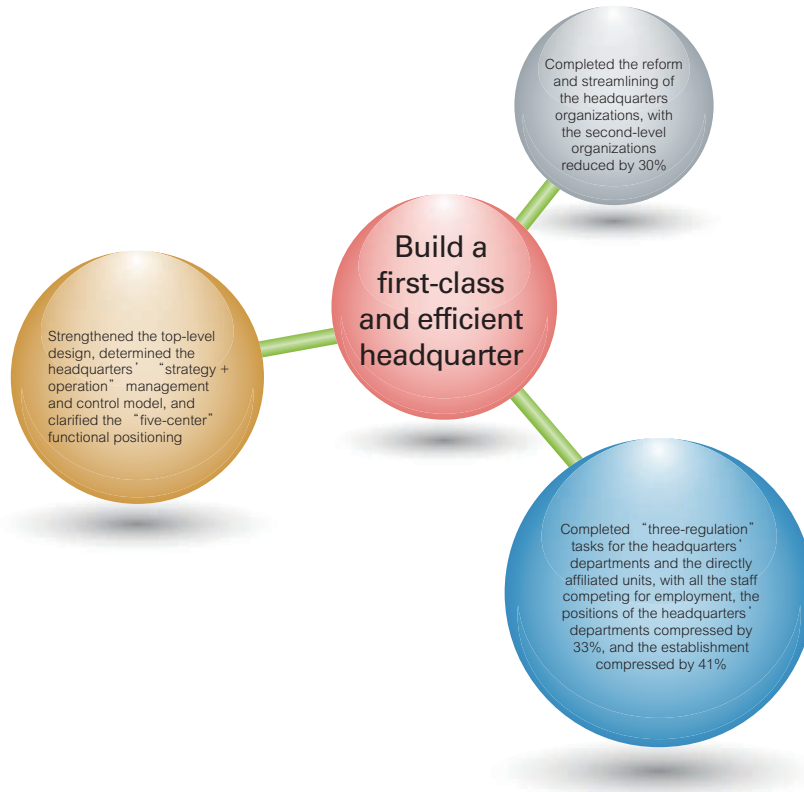 Completed the reform
and streamlining of
the headquarters
organizations, with
the second-level
organizations
reduced by 30%
Build a
first-class
and efficient
headquarter
Strengthened the top-level
design, determined the
headquarters' “strategy +
operation” management
and control model, and
clarified the “five-center”
functional positioning
Completed “three-regulation”
tasks for the headquarters'
departments and the directly
affiliated units, with all the staff
competing for employment, the
positions of the headquarters'
departments compressed by
33%, and the establishment
compressed by 41%